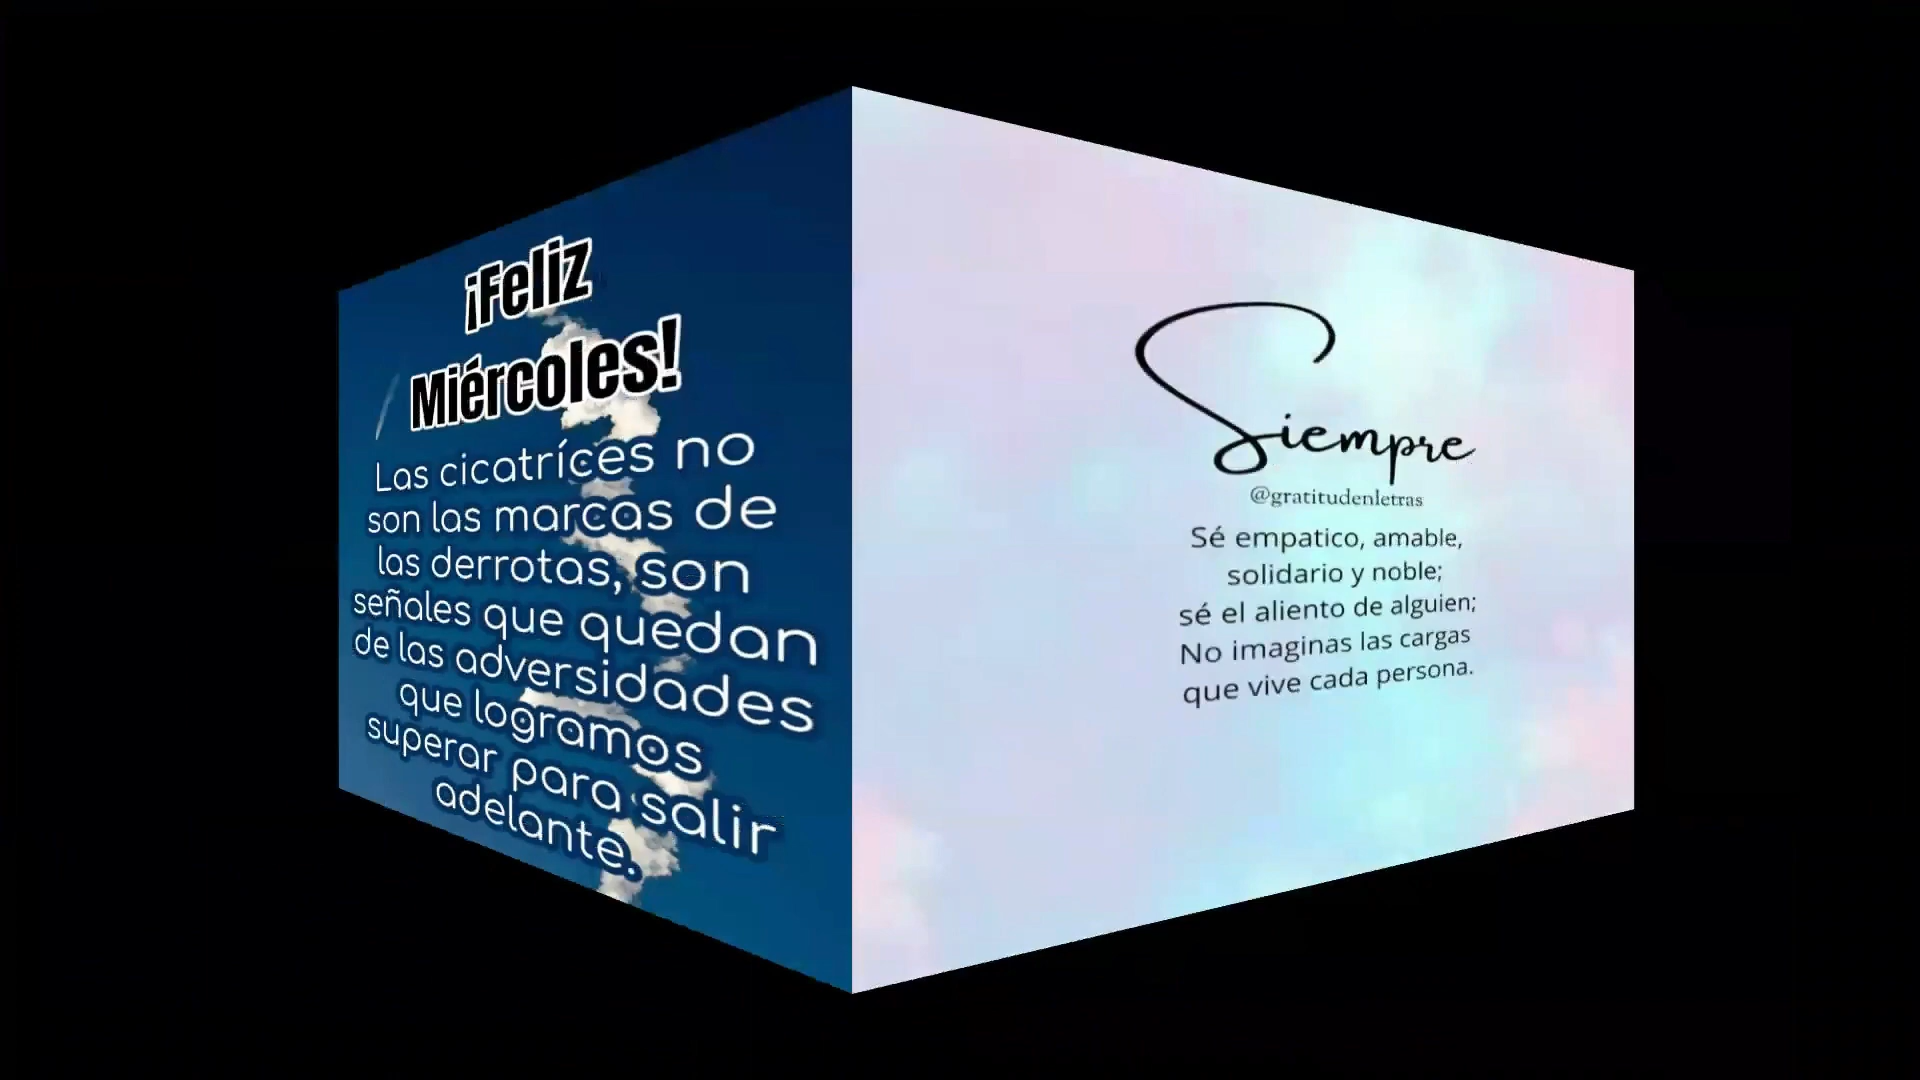 ¡Feliz
Miércoles!
Las cicatríces no
son las marcas de
las derrotas, son
señales que quedan
de las adversidades
que logramos
superar para salir
adelante.
Siempre
@gratitudenletras
Sé empatico, amable,
solidario y noble;
sé el aliento de alguien;
No imaginas las cargas
que vive cada persona.